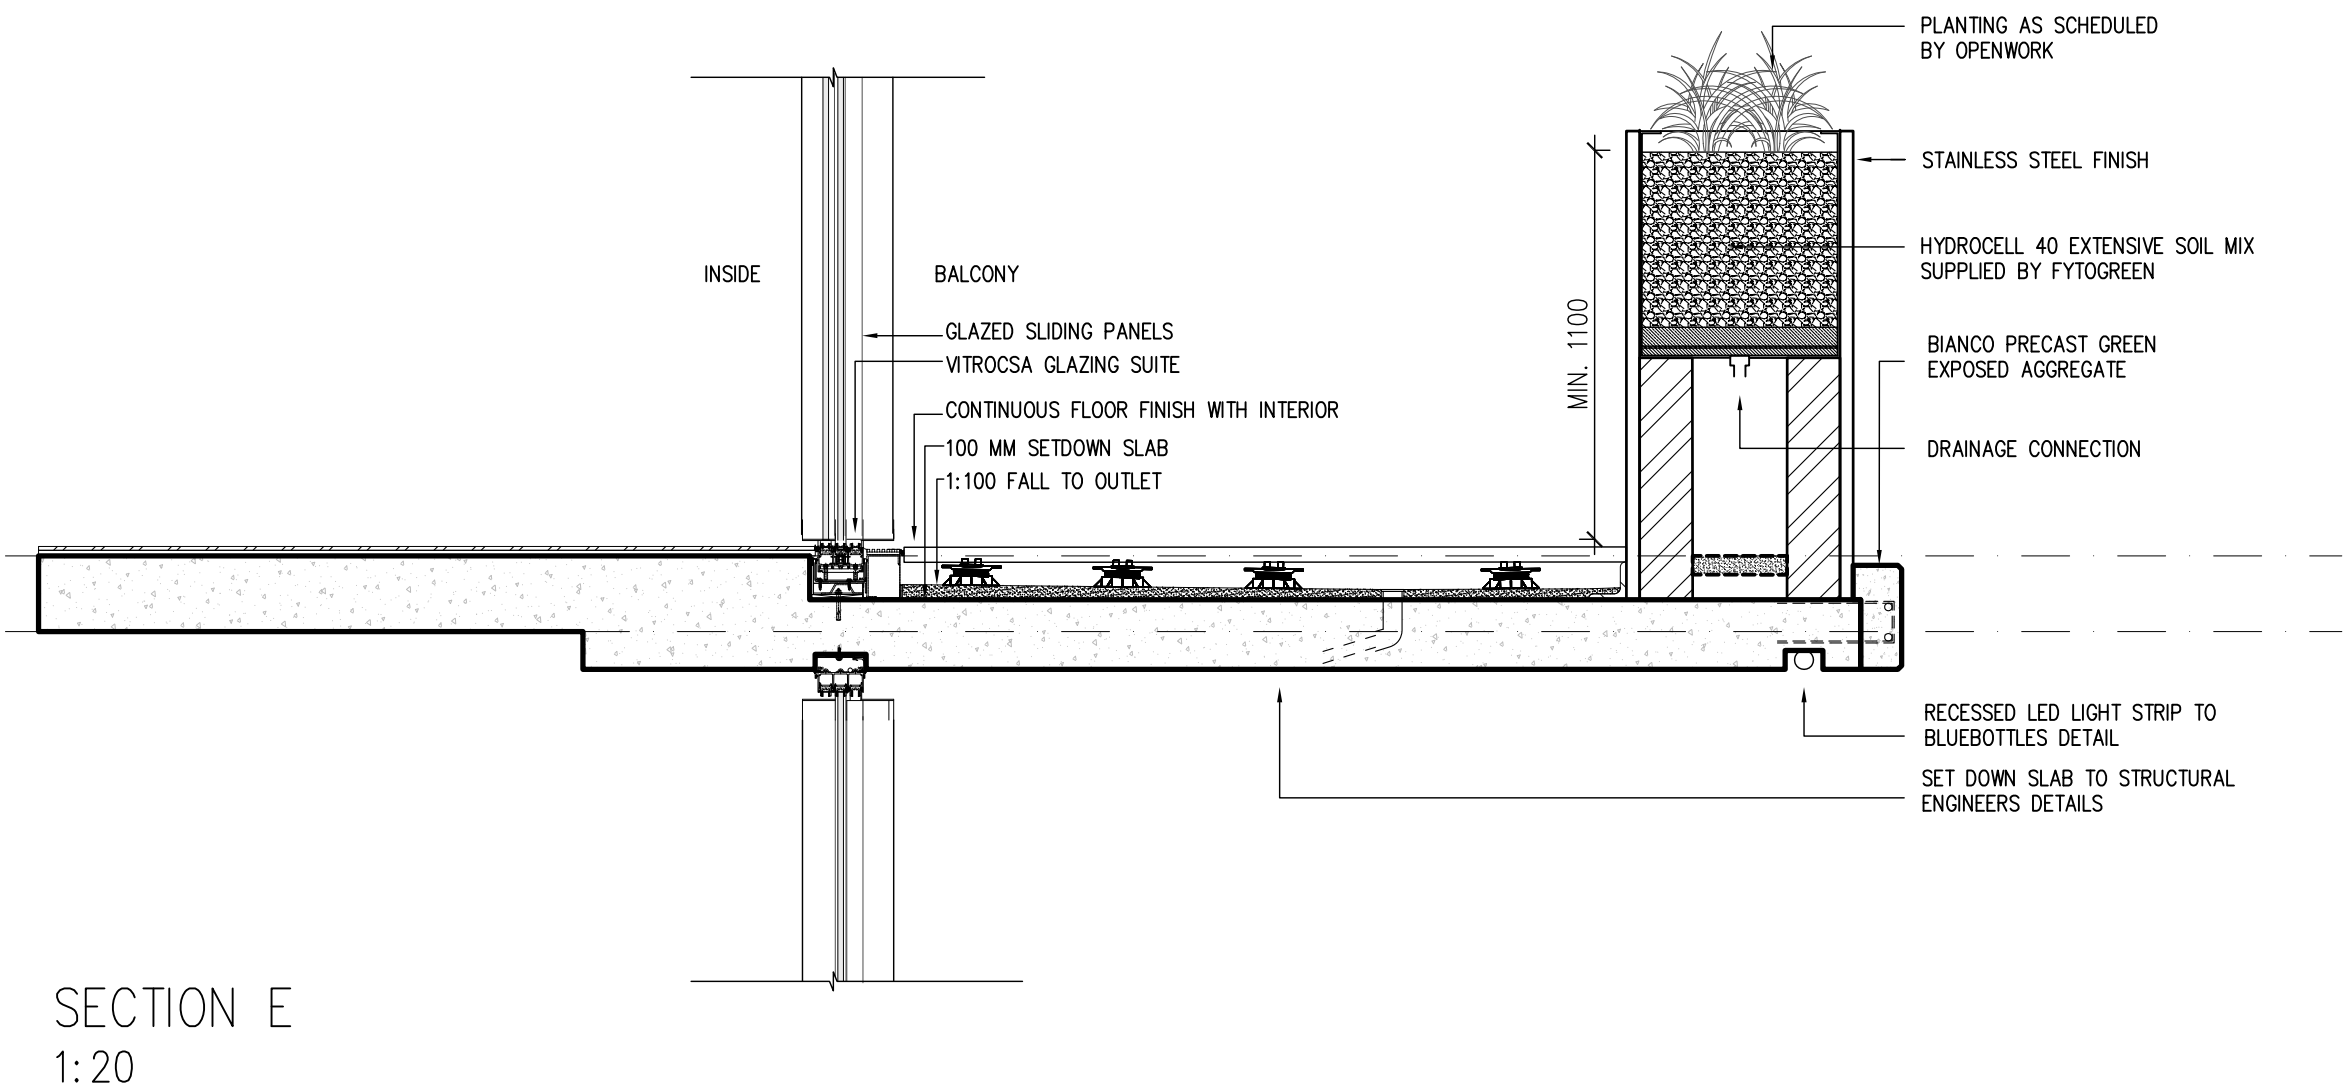 PLANTING AS SCHEDULED
BY OPENWORK
STAINLESS STEEL FINISH
HYDROCELL 40 EXTENSIVE SOIL MIX
SUPPLIED BY FYTOGREEN
INSIDE
BALCONY
GLAZED SLIDING PANELS
VITROCSA GLAZING SUITE
CONTINUOUS FLOOR FINISH WITH INTERIOR
100 MM SETDOWN SLAB
1:100 FALL TO OUTLET
MIN. 1100
BIANCO PRECAST GREEN
EXPOSED AGGREGATE
DRAINAGE CONNECTION
RECESSED LED LIGHT STRIP TO
BLUEBOTTLES DETAIL
SET DOWN SLAB TO STRUCTURAL
ENGINEERS DETAILS
SECTION E
1:20